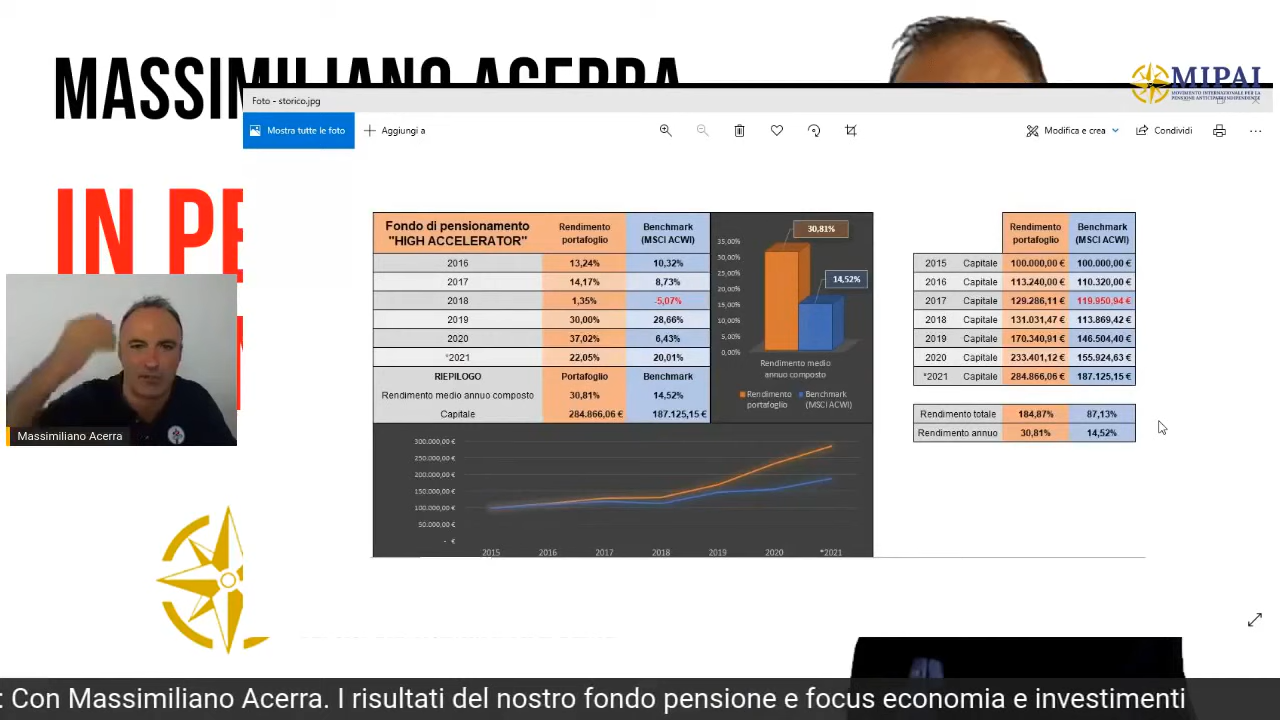 MASSIMILIANO ACERRA
MIPAI
MOVIMENTO INTERNAZIONALE PER LA
PENSIONE ANTICIPATA INDIPENDENTE
Foto - storico.jpg
Mostra tutte le foto
Aggiungi a
Modifica e crea
Condividi
IN PE
Fondo di pensionamento "HIGH ACCELERATOR" Rendimento portafoglio Benchmark (MSCI ACWI)
2016 13,24% 10,32%
2017 14,17% 8,73%
2018 1,35% -5,07%
2019 30,00% 28,66%
2020 37,02% 6,43%
*2021 22,05% 20,01%
RIEPILOGO Portafoglio Benchmark
Rendimento medio annuo composto 30,81% 14,52%
Capitale 284.866,06 € 187.125,15 €
30,81%
14,52%
35,00%
30,00%
25,00%
20,00%
15,00%
10,00%
5,00%
0,00%
Rendimento medio
annuo composto
Rendimento portafoglio
Benchmark (MSCI ACWI)
300.000,00 €
250.000,00 €
200.000,00 €
150.000,00 €
100.000,00 €
50.000,00 €
- €
2015 2016 2017 2018 2019 2020 *2021
Rendimento portafoglio Benchmark (MSCI ACWI)
2015 Capitale 100.000,00 € 100.000,00 €
2016 Capitale 113.240,00 € 110.320,00 €
2017 Capitale 129.286,11 € 119.950,94 €
2018 Capitale 131.031,47 € 113.869,42 €
2019 Capitale 170.340,91 € 146.504,40 €
2020 Capitale 233.401,12 € 155.924,63 €
*2021 Capitale 284.866,06 € 187.125,15 €
Rendimento totale 184,87% 87,13%
Rendimento annuo 30,81% 14,52%
Massimiliano Acerra
: Con Massimiliano Acerra. I risultati del nostro fondo pensione e focus economia e investimenti